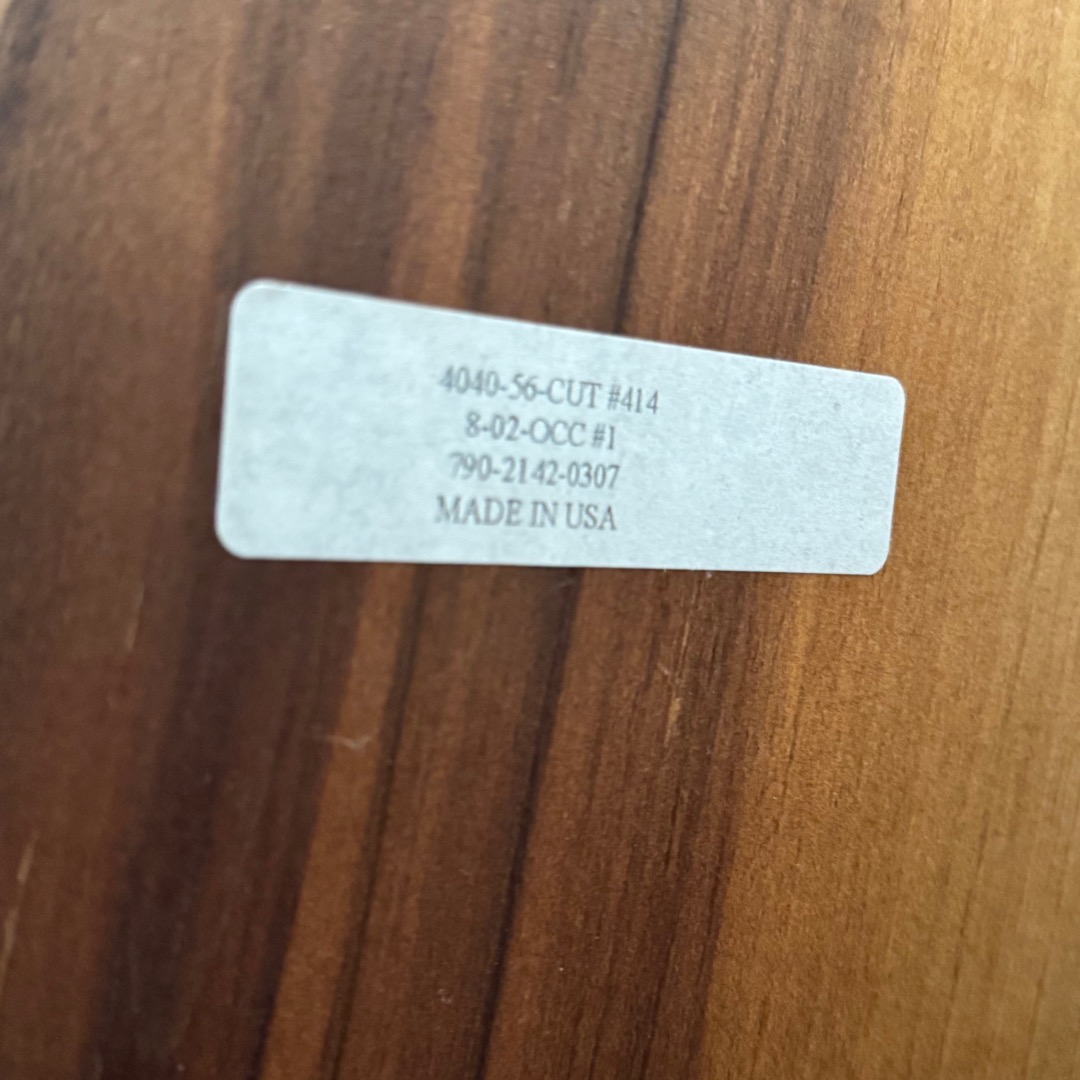 4040-56-CUT #414
8-02-OCC #1
790-2142-0307
MADE IN USA